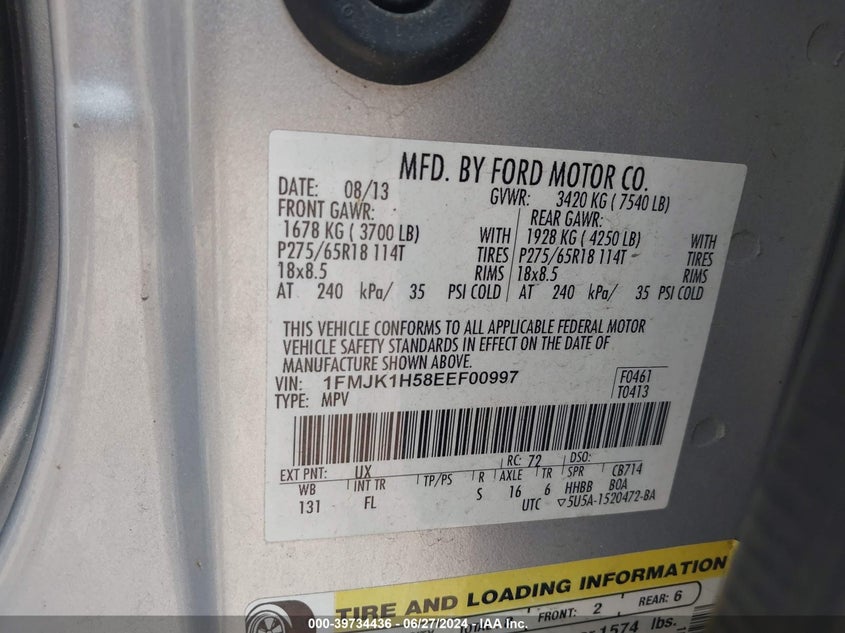 MFD. BY FORD MOTOR CO.
DATE: 08/13 GVWR: 3420 KG ( 7540 LB)
FRONT GAWR: REAR GAWR:
1678 KG ( 3700 LB) WITH 1928 KG ( 4250 LB) WITH
P275/65R18 114T TIRES P275/65R18 114T TIRES
18x8.5 RIMS 18x8.5 RIMS
AT 240 kPa/ 35 PSI COLD AT 240 kPa/ 35 PSI COLD
THIS VEHICLE CONFORMS TO ALL APPLICABLE FEDERAL MOTOR
VEHICLE SAFETY STANDARDS IN EFFECT ON THE DATE OF
MANUFACTURE SHOWN ABOVE.
VIN: 1FMJK1H58EEF00997 F0461
TYPE: MPV T0413
RC: 72 DSO:
EXT PNT: UX
WB INT TR TP/PS R AXLE TR SPR CB714
131 FL S 16 6 HHBB BOA
UTC ▽5U5A-1520472-BA
TIRE AND LOADING INFORMATION
FRONT: 2 REAR: 6
1574 lbs.
000-39734436 - 06/27/2024 - IAA Inc.